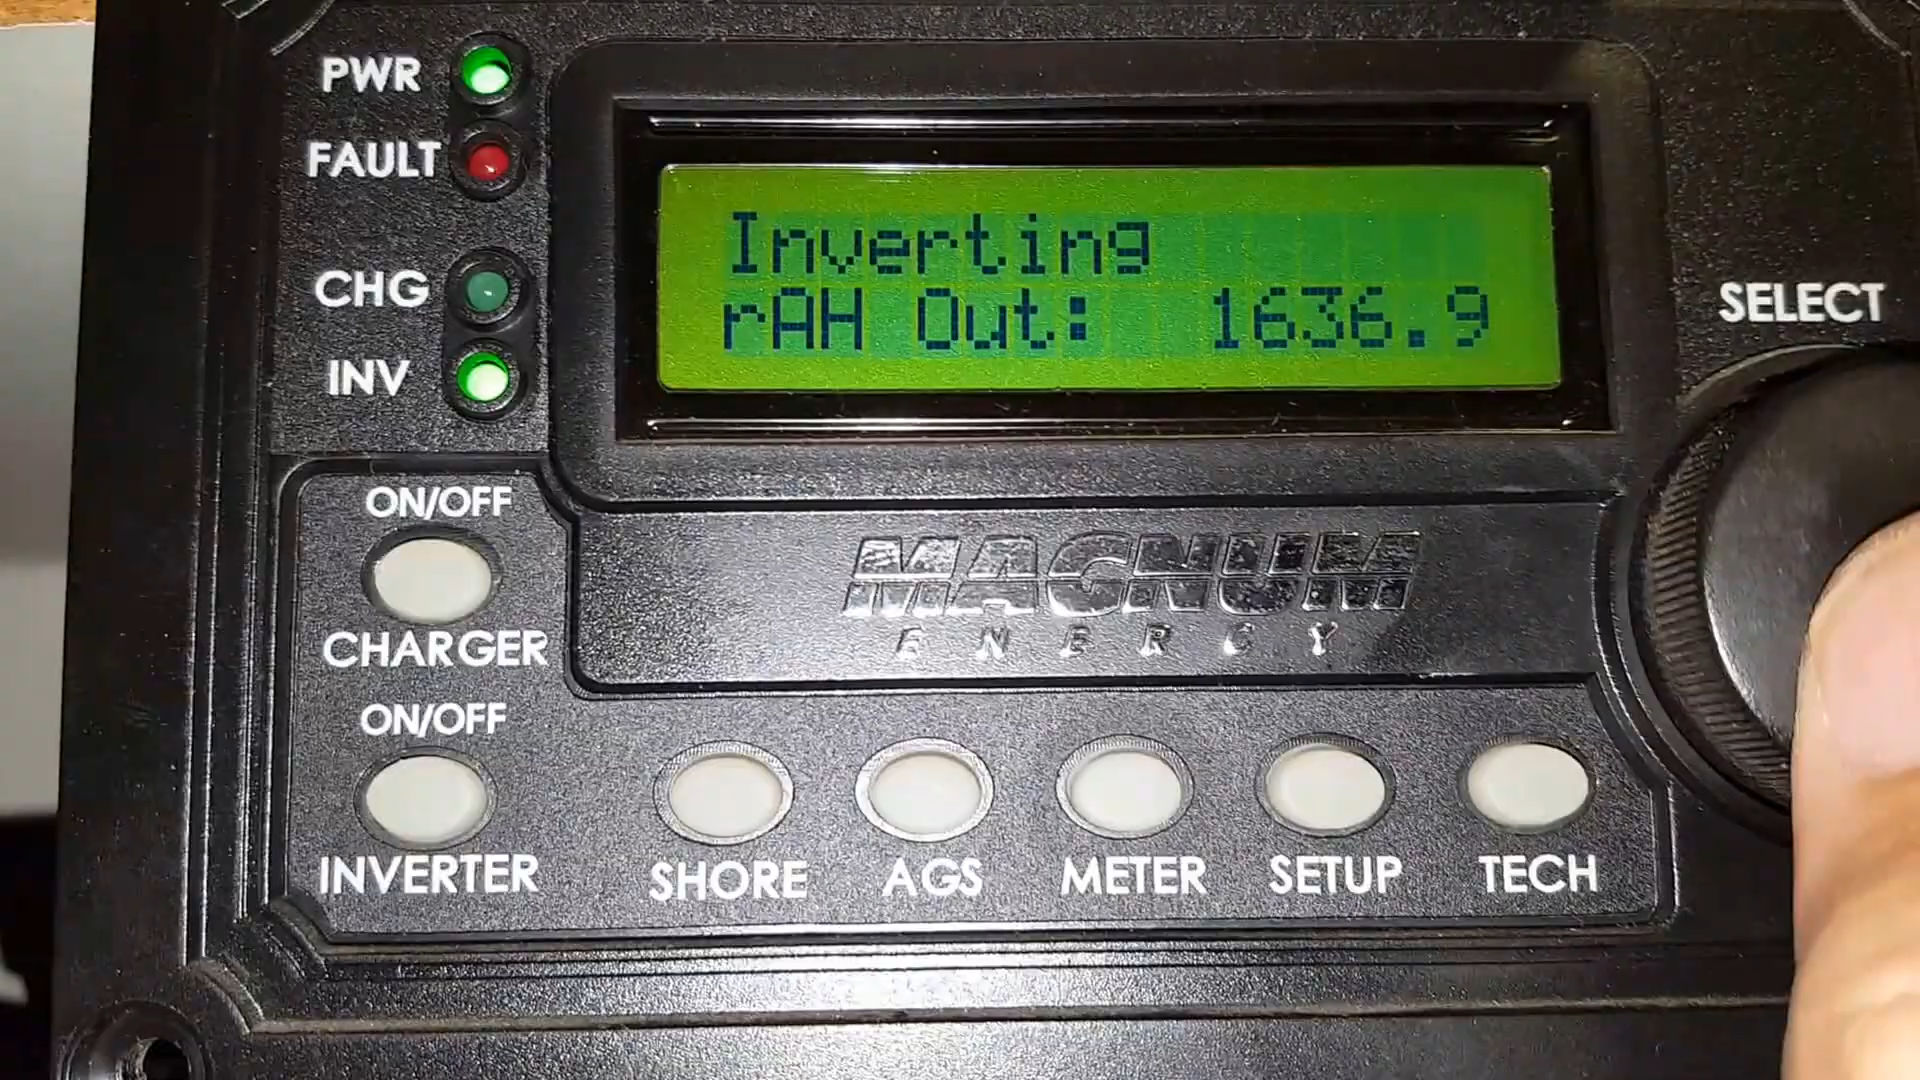 PWR
FAULT
CHG
INV
Inverting
rAH Out: 1636.9
SELECT
ON/OFF
CHARGER
MAGNUM
ENERGY
ON/OFF
INVERTER
SHORE
AGS
METER
SETUP
TECH